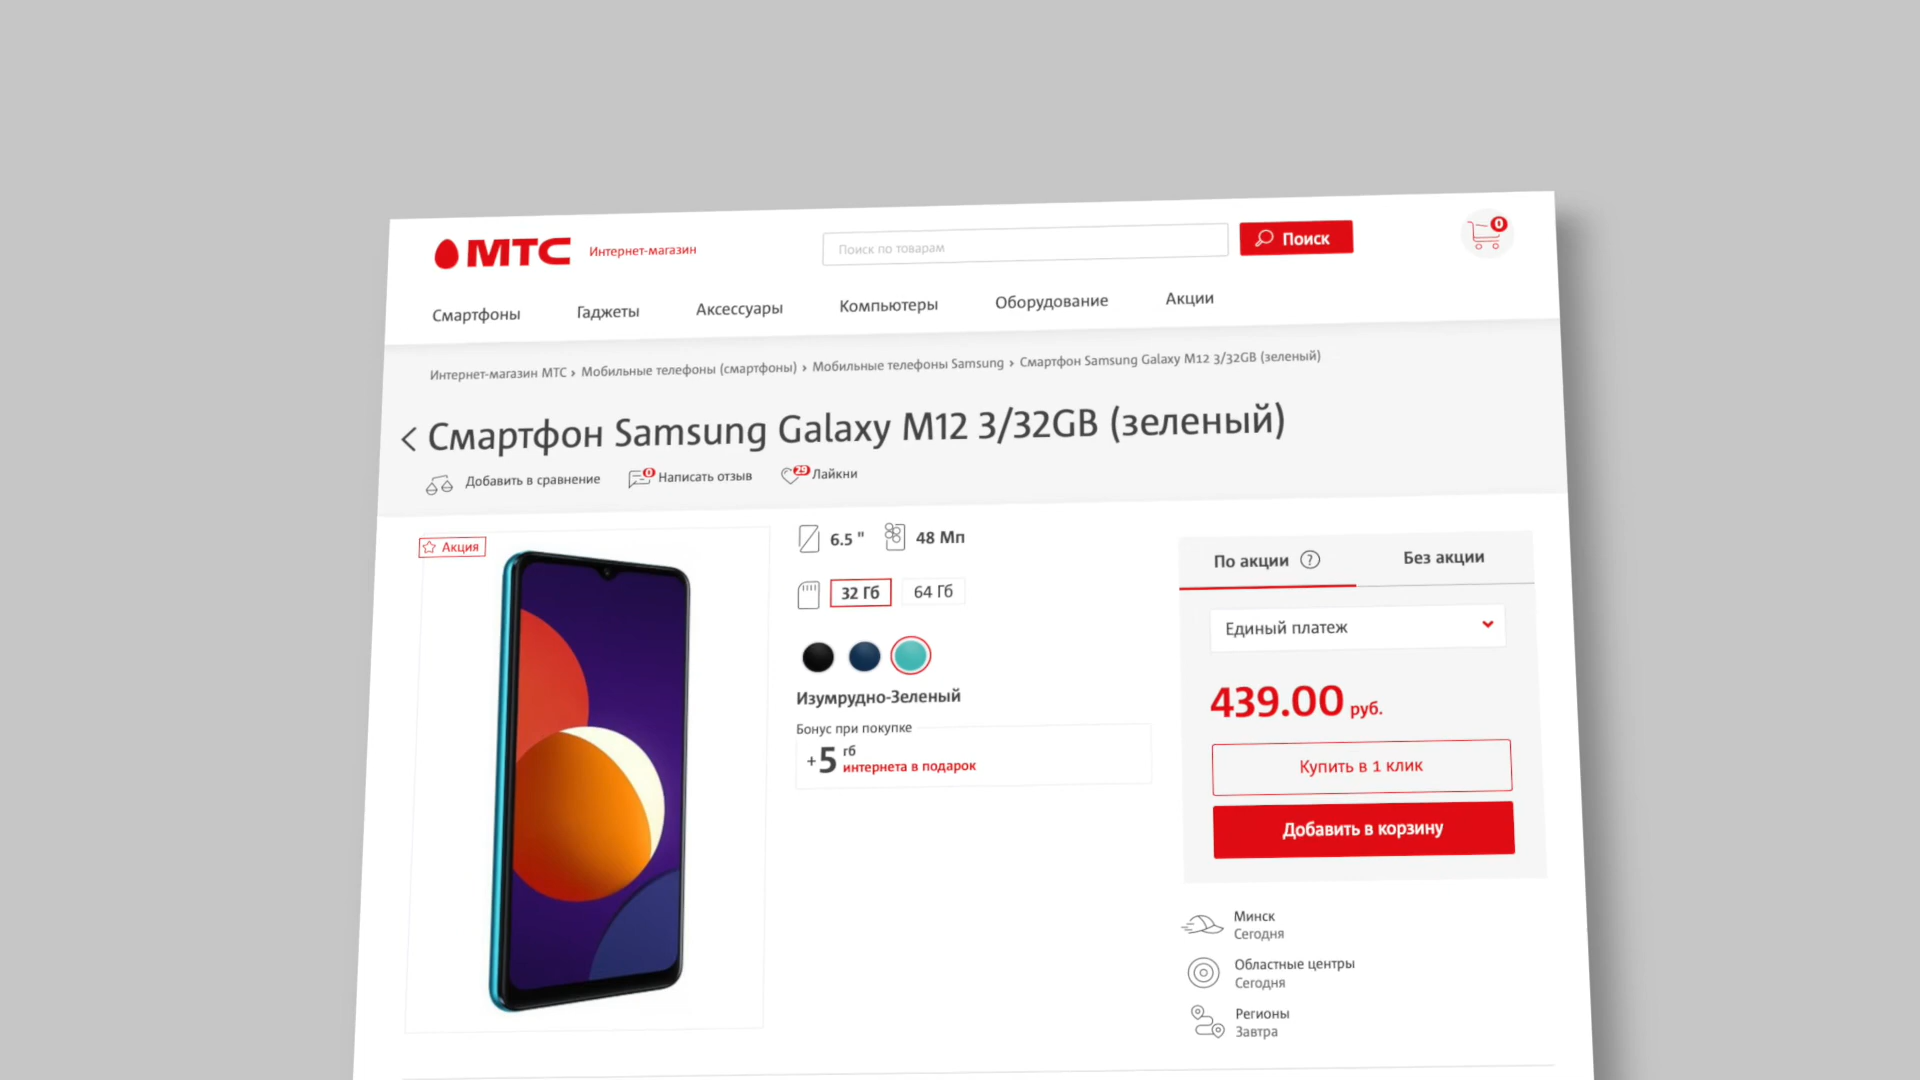 МТС Интернет-магазин
Поиск по товарам
Поиск
0
Смартфоны Гаджеты Аксессуары Компьютеры Оборудование Акции
Интернет-магазин МТС › Мобильные телефоны (смартфоны) › Мобильные телефоны Samsung › Смартфон Samsung Galaxy M12 3/32GB (зеленый)
Смартфон Samsung Galaxy M12 3/32GB (зеленый)
Добавить в сравнение 0 Написать отзыв 29 Лайкни
Акция
6.5 " 48 Мп
32 Гб 64 Гб
Изумрудно-Зеленый
Бонус при покупке
+5 гб
интернета в подарок
По акции ? Без акции
Единый платеж
439.00 руб.
Купить в 1 клик
Добавить в корзину
Минск
Сегодня
Областные центры
Сегодня
Регионы
Завтра